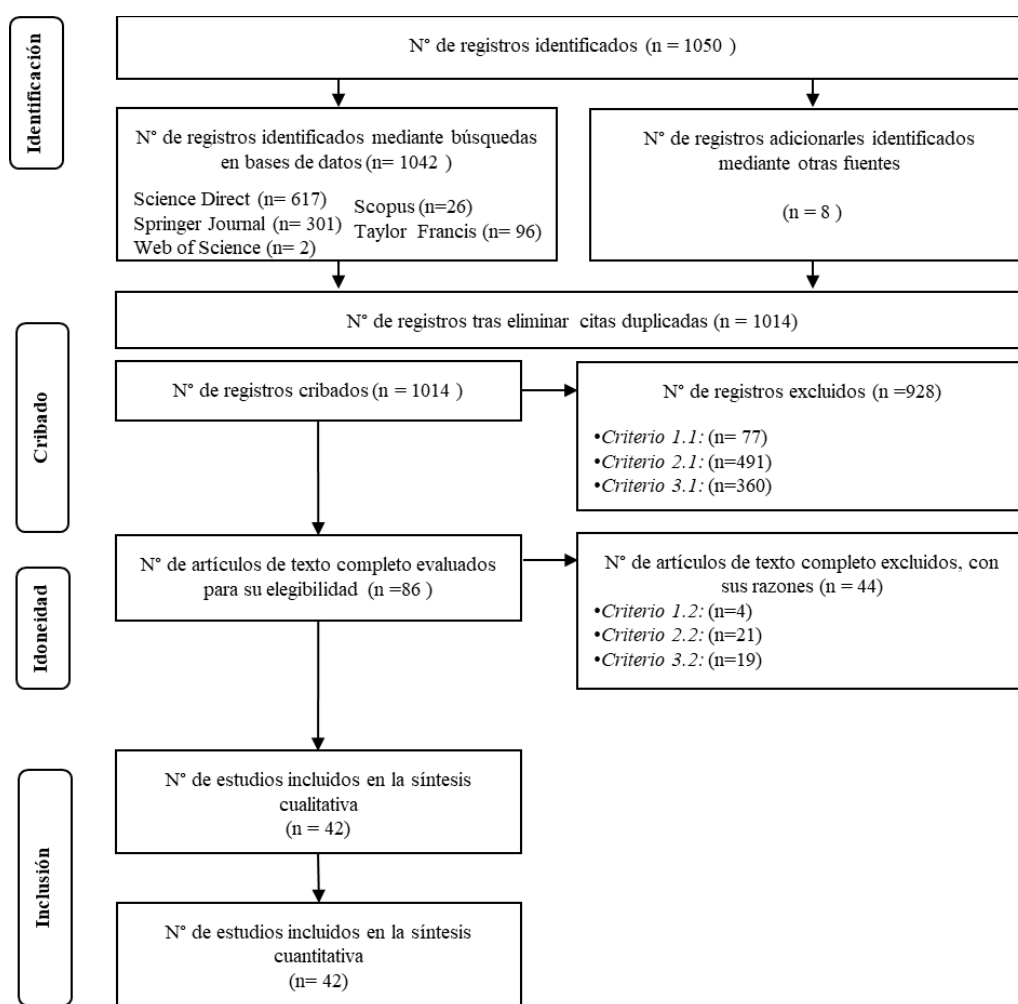 Identificación
N° de registros identificados (n = 1050 )
N° de registros identificados mediante búsquedas
en bases de datos (n= 1042 )
Science Direct (n= 617)
Springer Journal (n= 301)
Web of Science (n= 2)
Scopus (n=26)
Taylor Francis (n= 96)
N° de registros adicionarles identificados
mediante otras fuentes
(n = 8 )
N° de registros tras eliminar citas duplicadas (n = 1014)
Cribado
N° de registros cribados (n = 1014 )
N° de registros excluidos (n =928)
•Criterio 1.1: (n= 77)
•Criterio 2.1: (n=491)
•Criterio 3.1: (n=360)
Idoneidad
N° de artículos de texto completo evaluados
para su elegibilidad (n =86 )
N° de artículos de texto completo excluidos, con
sus razones (n = 44)
•Criterio 1.2: (n=4)
•Criterio 2.2: (n=21)
•Criterio 3.2: (n=19)
Inclusión
N° de estudios incluidos en la síntesis
cualitativa
(n = 42)
N° de estudios incluidos en la síntesis
cuantitativa
(n= 42)